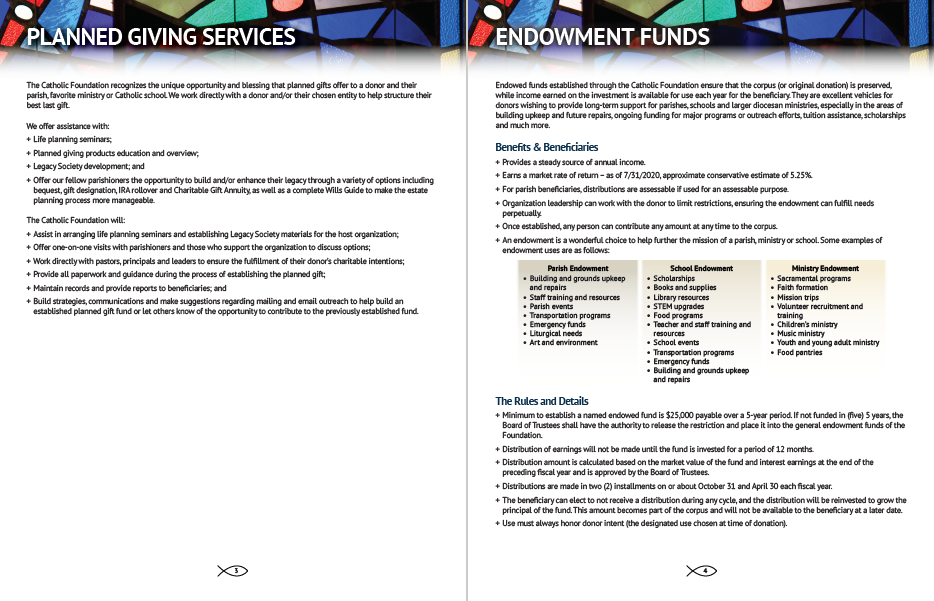 PLANNED GIVING SERVICES
The Catholic Foundation recognizes the unique opportunity and blessing that planned gifts offer to a donor and their
parish, favorite ministry or Catholic school. We work directly with a donor and/or their chosen entity to help structure their
best last gift.
We offer assistance with:
+ Life planning seminars;
+ Planned giving products education and overview;
+ Legacy Society development; and
+ Offer our fellow parishioners the opportunity to build and/or enhance their legacy through a variety of options including
bequest, gift designation, IRA rollover and Charitable Gift Annuity, as well as a complete Wills Guide to make the estate
planning process more manageable.
The Catholic Foundation will:
+ Assist in arranging life planning seminars and establishing Legacy Society materials for the host organization;
+ Offer one-on-one visits with parishioners and those who support the organization to discuss options;
+ Work directly with pastors, principals and leaders to ensure the fulfillment of their donor's charitable intentions;
+ Provide all paperwork and guidance during the process of establishing the planned gift;
+ Maintain records and provide reports to beneficiaries; and
+ Build strategies, communications and make suggestions regarding mailing and email outreach to help build an
established planned gift fund or let others know of the opportunity to contribute to the previously established fund.
3
ENDOWMENT FUNDS
Endowed funds established through the Catholic Foundation ensure that the corpus (or original donation) is preserved,
while income earned on the investment is available for use each year for the beneficiary. They are excellent vehicles for
donors wishing to provide long-term support for parishes, schools and larger diocesan ministries, especially in the areas of
building upkeep and future repairs, ongoing funding for major programs or outreach efforts, tuition assistance, scholarships
and much more.
Benefits & Beneficiaries
+ Provides a steady source of annual income.
+ Earns a market rate of return – as of 7/31/2020, approximate conservative estimate of 5.25%.
+ For parish beneficiaries, distributions are assessable if used for an assessable purpose.
+ Organization leadership can work with the donor to limit restrictions, ensuring the endowment can fulfill needs
perpetually.
+ Once established, any person can contribute any amount at any time to the corpus.
+ An endowment is a wonderful choice to help further the mission of a parish, ministry or school. Some examples of
endowment uses are as follows:
Parish Endowment
• Building and grounds upkeep
and repairs
• Staff training and resources
• Parish events
• Transportation programs
• Emergency funds
• Liturgical needs
• Art and environment
School Endowment
• Scholarships
• Books and supplies
• Library resources
• STEM upgrades
• Food programs
• Teacher and staff training and
resources
• School events
• Transportation programs
• Emergency funds
• Building and grounds upkeep
and repairs
Ministry Endowment
• Sacramental programs
• Faith formation
• Mission trips
• Volunteer recruitment and
training
• Children's ministry
• Music ministry
• Youth and young adult ministry
• Food pantries
The Rules and Details
+ Minimum to establish a named endowed fund is $25,000 payable over a 5-year period. If not funded in (five) 5 years, the
Board of Trustees shall have the authority to release the restriction and place it into the general endowment funds of the
Foundation.
+ Distribution of earnings will not be made until the fund is invested for a period of 12 months.
+ Distribution amount is calculated based on the market value of the fund and interest earnings at the end of the
preceding fiscal year and is approved by the Board of Trustees.
+ Distributions are made in two (2) installments on or about October 31 and April 30 each fiscal year.
+ The beneficiary can elect to not receive a distribution during any cycle, and the distribution will be reinvested to grow the
principal of the fund. This amount becomes part of the corpus and will not be available to the beneficiary at a later date.
+ Use must always honor donor intent (the designated use chosen at time of donation).
4